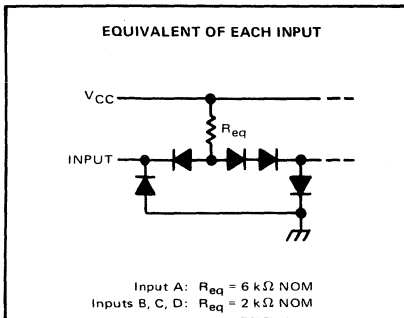 EQUIVALENT OF EACH INPUT
VCC
Req
INPUT
Input A: Req = 6 kΩ NOM
Inputs B, C, D: Req = 2 kΩ NOM